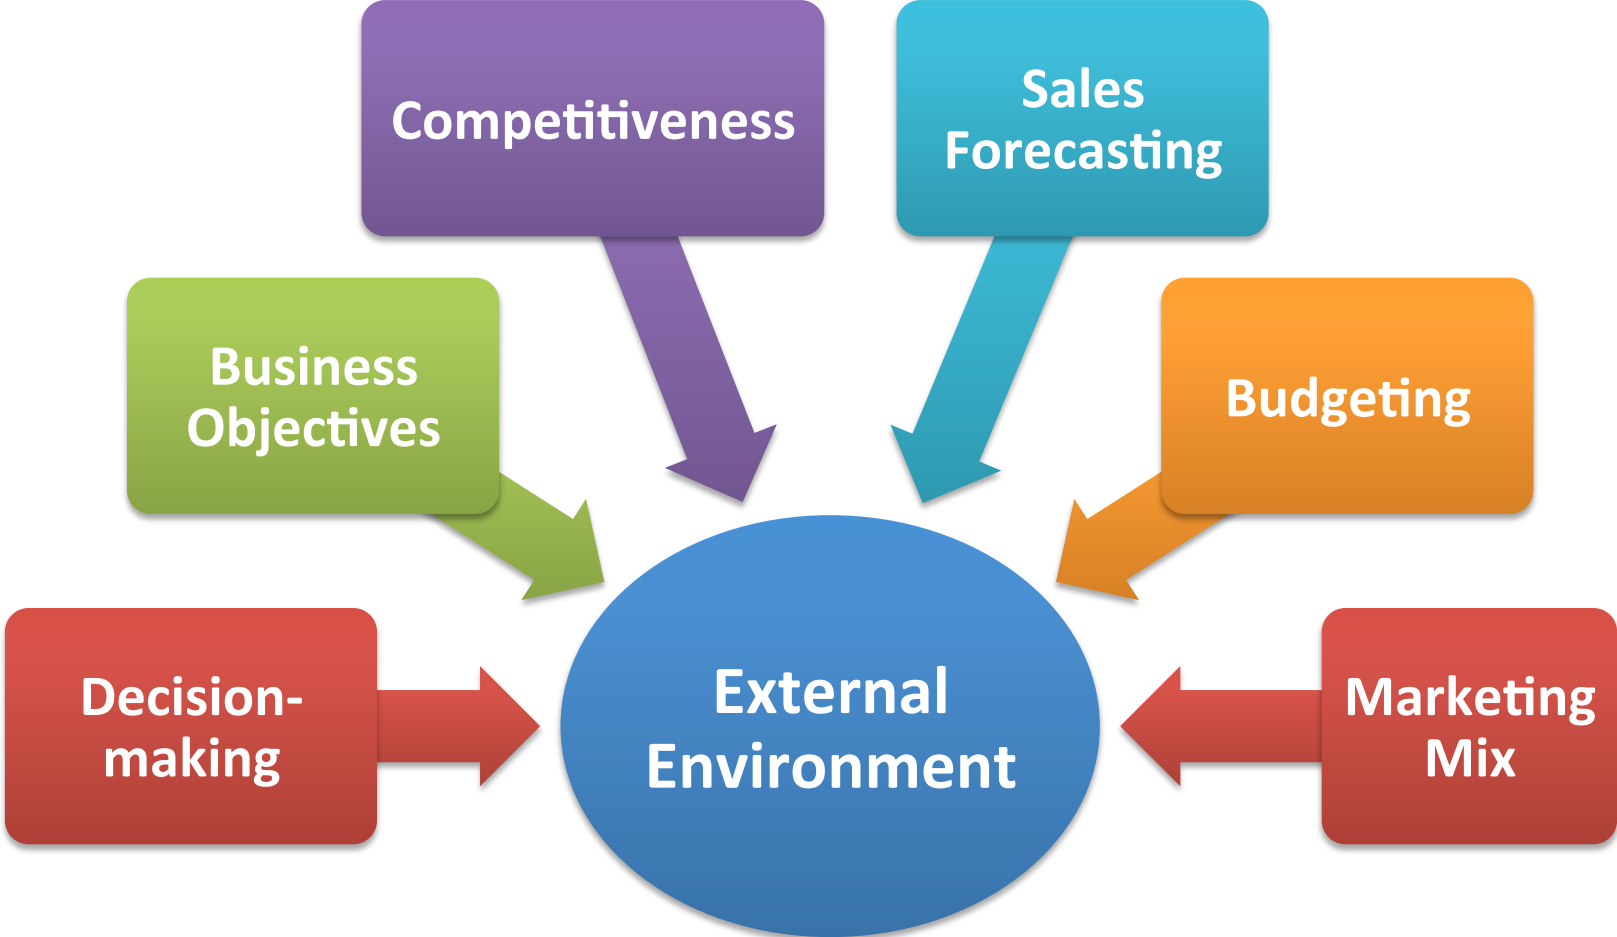 Competitiveness
Sales
Forecasting
Business
Objectives
Budgeting
Decision-
making
External
Environment
Marketing
Mix